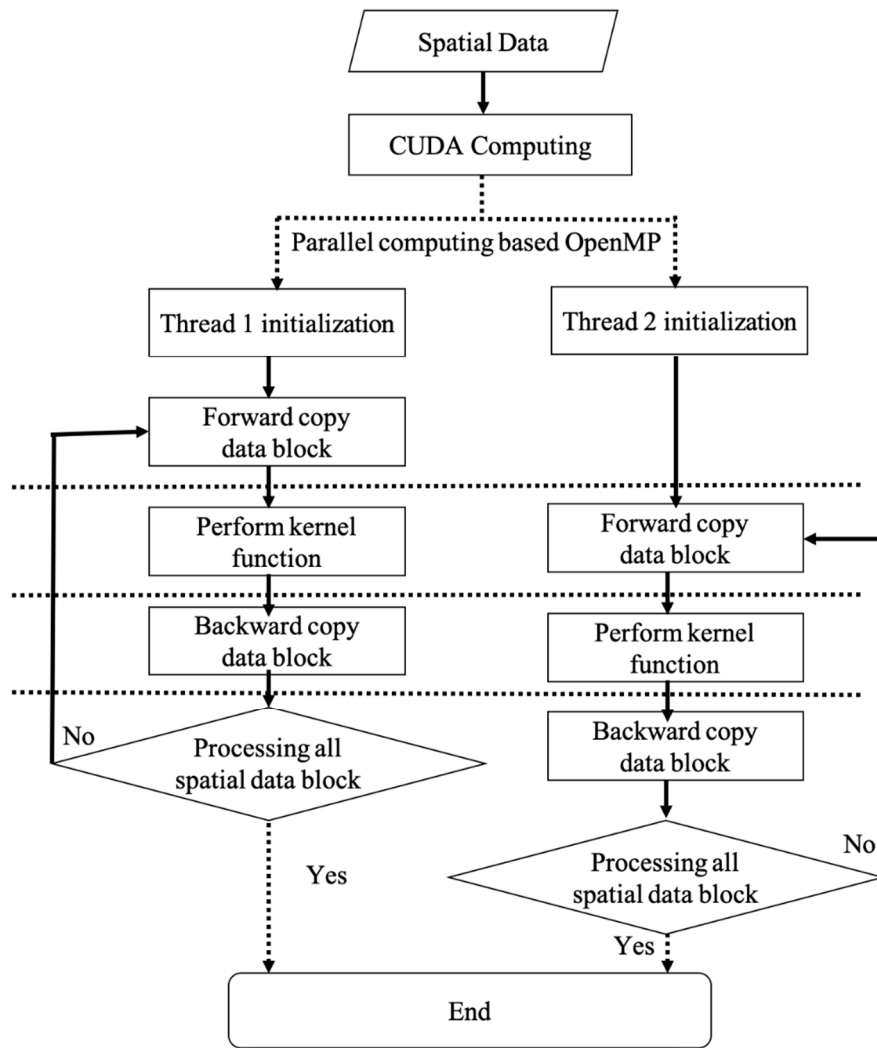 Spatial Data
CUDA Computing
Parallel computing based OpenMP
Thread 1 initialization
Thread 2 initialization
Forward copy
data block
Perform kernel
function
Forward copy
data block
Backward copy
data block
Perform kernel
function
No
Processing all
spatial data block
Backward copy
data block
Yes
No
Processing all
spatial data block
Yes
End